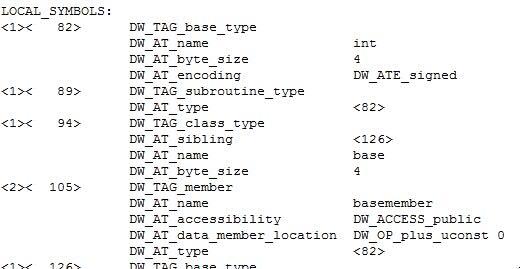 LOCAL_SYMBOLS:
<1><   82>      DW_TAG_base_type
                DW_AT_name                  int
                DW_AT_byte_size             4
                DW_AT_encoding              DW_ATE_signed
<1><   89>      DW_TAG_subroutine_type
                DW_AT_type                  <82>
<1><   94>      DW_TAG_class_type
                DW_AT_sibling               <126>
                DW_AT_name                  base
                DW_AT_byte_size             4
<2><  105>      DW_TAG_member
                DW_AT_name                  basemember
                DW_AT_accessibility         DW_ACCESS_public
                DW_AT_data_member_location  DW_OP_plus_uconst 0
                DW_AT_type                  <82>
<1><  126>      DW_TAG_base_type